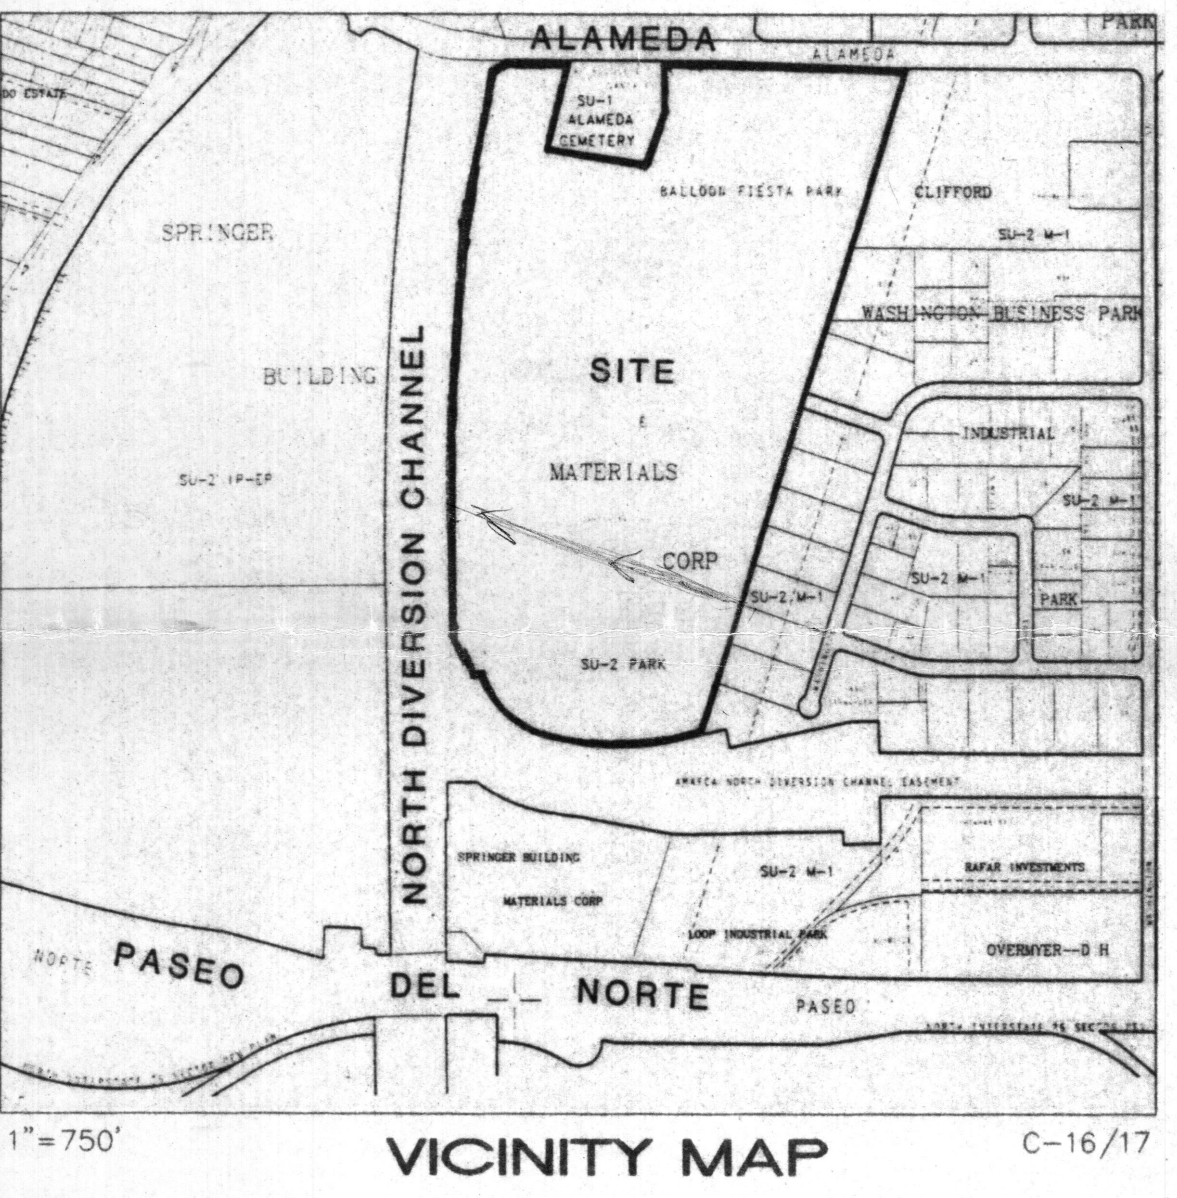 PARK
ALAMEDA
ALAMEDA
DO ESTATE
SU-1
ALAMEDA
CEMETERY
BALLOON FIESTA PARK
CLIFFORD
SPRINGER
SU-2 M-1
WASHINGTON BUSINESS PARK
SITE
BUILDING
NORTH DIVERSION CHANNEL
INDUSTRIAL
MATERIALS
SU-2 IP-EP
SU-2 M-1
CORP
SU-2 M-1
SU-2 M-1
PARK
SU-2 PARK
AMAFCA NORTH DIVERSION CHANNEL EASEMENT
SPRINGER BUILDING
MATERIALS CORP
SU-2 M-1
RAFAR INVESTMENTS
LOOP INDUSTRIAL PARK
OVERMYER--D H
NORTE
PASEO
DEL
NORTE
PASEO
1"=750'
VICINITY MAP
C-16/17